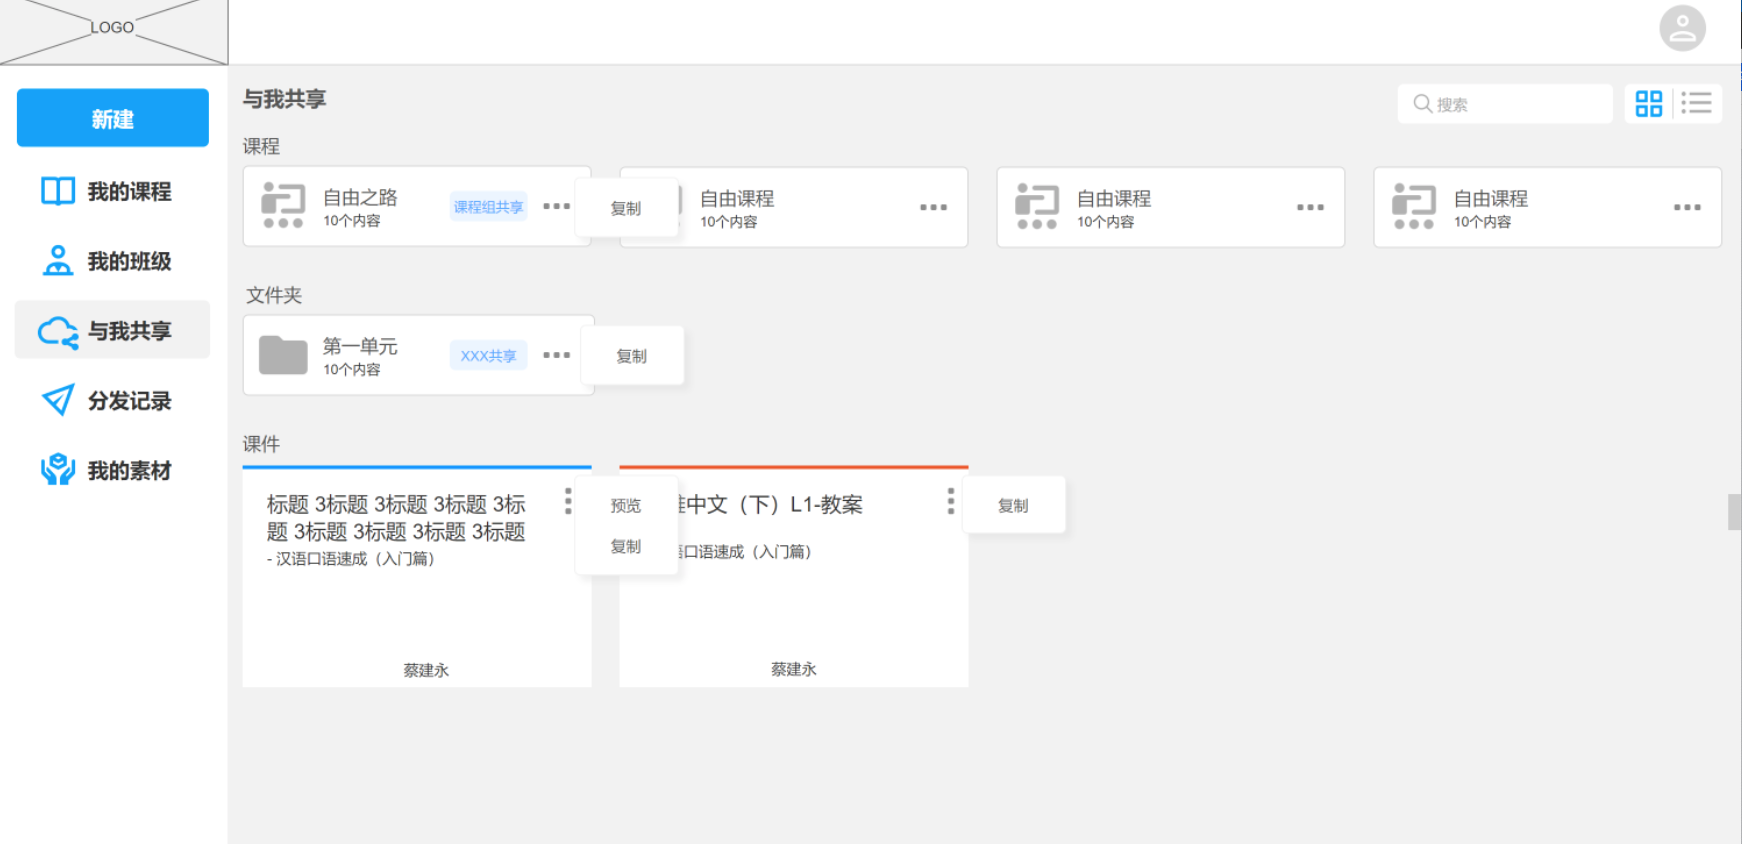 LOGO
新建
我的课程
我的班级
与我共享
分发记录
我的素材
与我共享
搜索
课程
自由之路
10个内容
课程组共享
复制
自由课程
10个内容
自由课程
10个内容
自由课程
10个内容
文件夹
第一单元
10个内容
XXX共享
复制
课件
标题 3标题 3标题 3标题 3标
题 3标题 3标题 3标题 3标题
- 汉语口语速成（入门篇）
蔡建永
预览
复制
中文（下）L1-教案
口语速成（入门篇）
蔡建永
复制